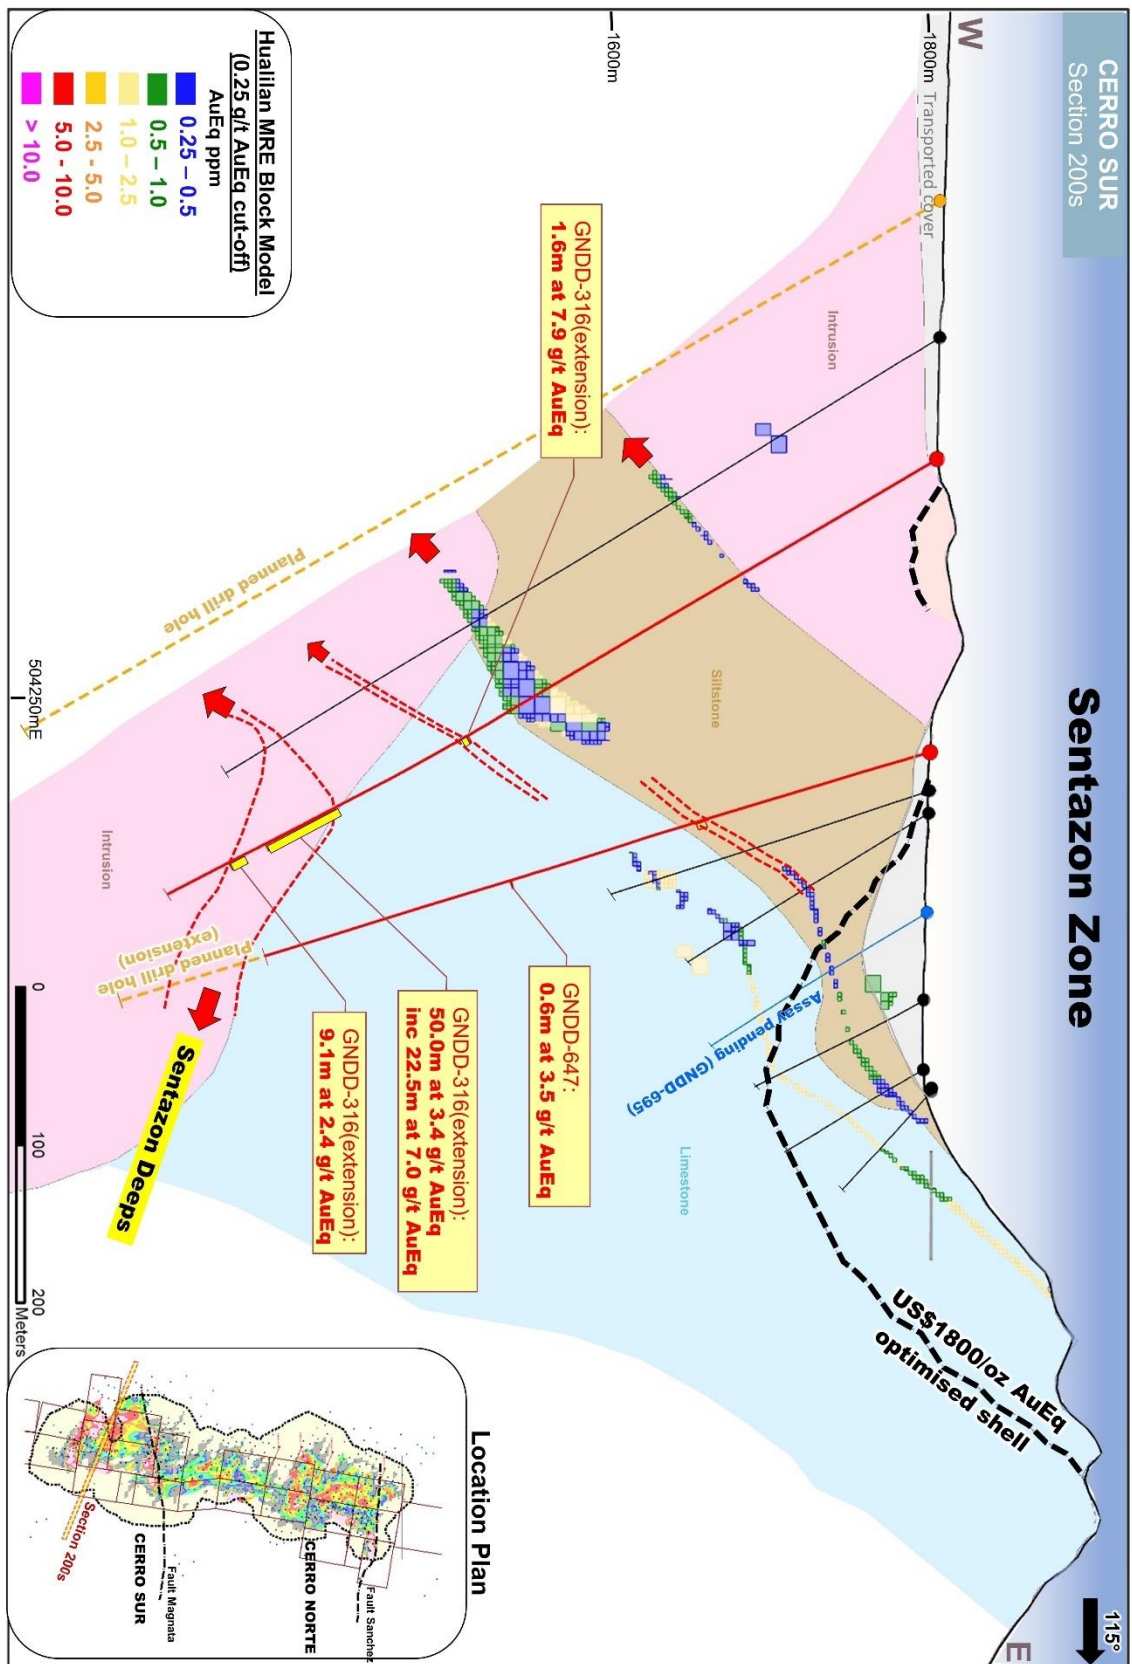 CERRO SUR
Section 200s
Sentazon Zone
115°
W
E
1800m
Transported cover
1600m
Intrusion
Siltstone
Limestone
Intrusion
US$1800/oz AuEq
optimised shell
Assay pending (GNDD-695)
GNDD-316(extension):
1.6m at 7.9 g/t AuEq
GNDD-647:
0.6m at 3.5 g/t AuEq
GNDD-316(extension):
50.0m at 3.4 g/t AuEq
inc 22.5m at 7.0 g/t AuEq
GNDD-316(extension):
9.1m at 2.4 g/t AuEq
Planned drill hole
Planned drill hole
(extension)
Sentazon Deeps
504250mE
0
100
200
Meters
Hualilan MRE Block Model
(0.25 g/t AuEq cut-off)
AuEq ppm
0.25 – 0.5
0.5 – 1.0
1.0 – 2.5
2.5 - 5.0
5.0 - 10.0
> 10.0
Location Plan
Fault Sanchez
CERRO NORTE
Fault Magnata
CERRO SUR
Section 200s